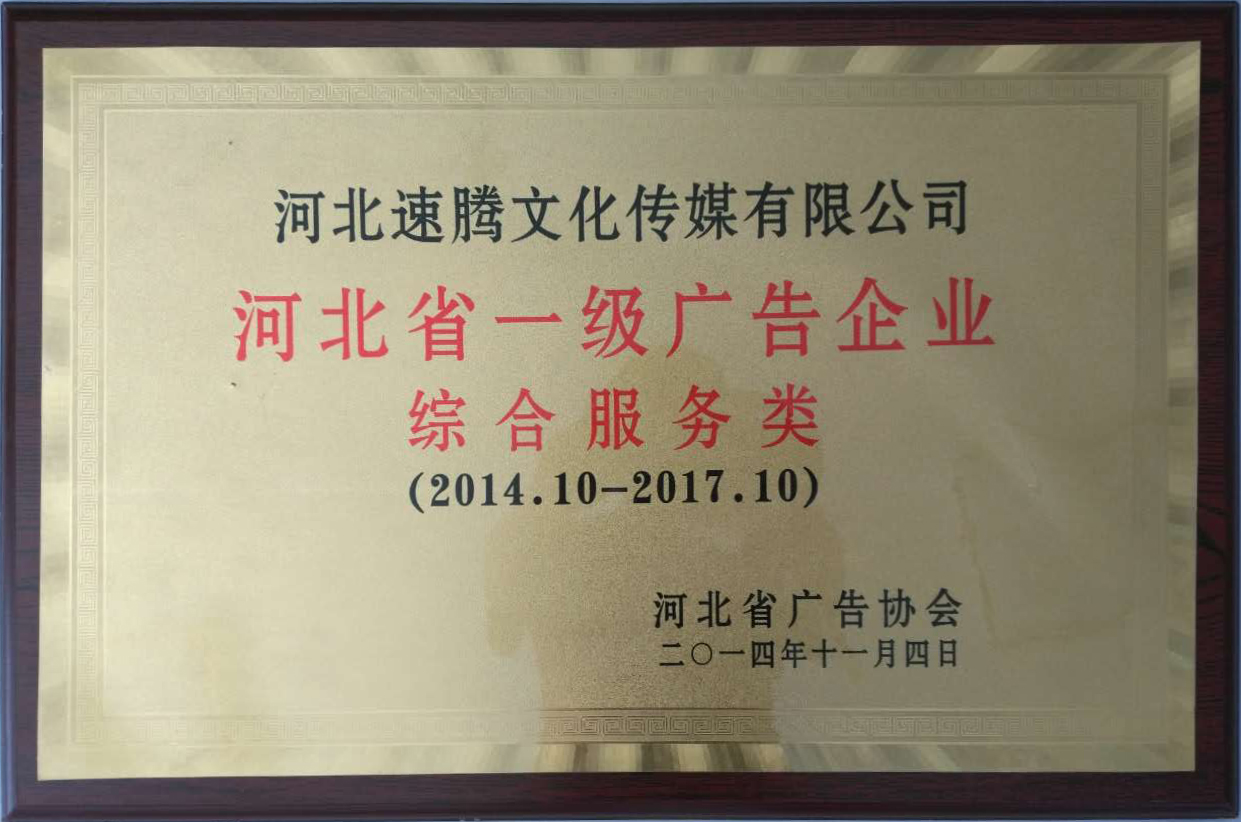 河北速腾文化传媒有限公司
河北省一级广告企业
综合服务类
(2014.10-2017.10)
河北省广告协会
二〇一四年十一月四日